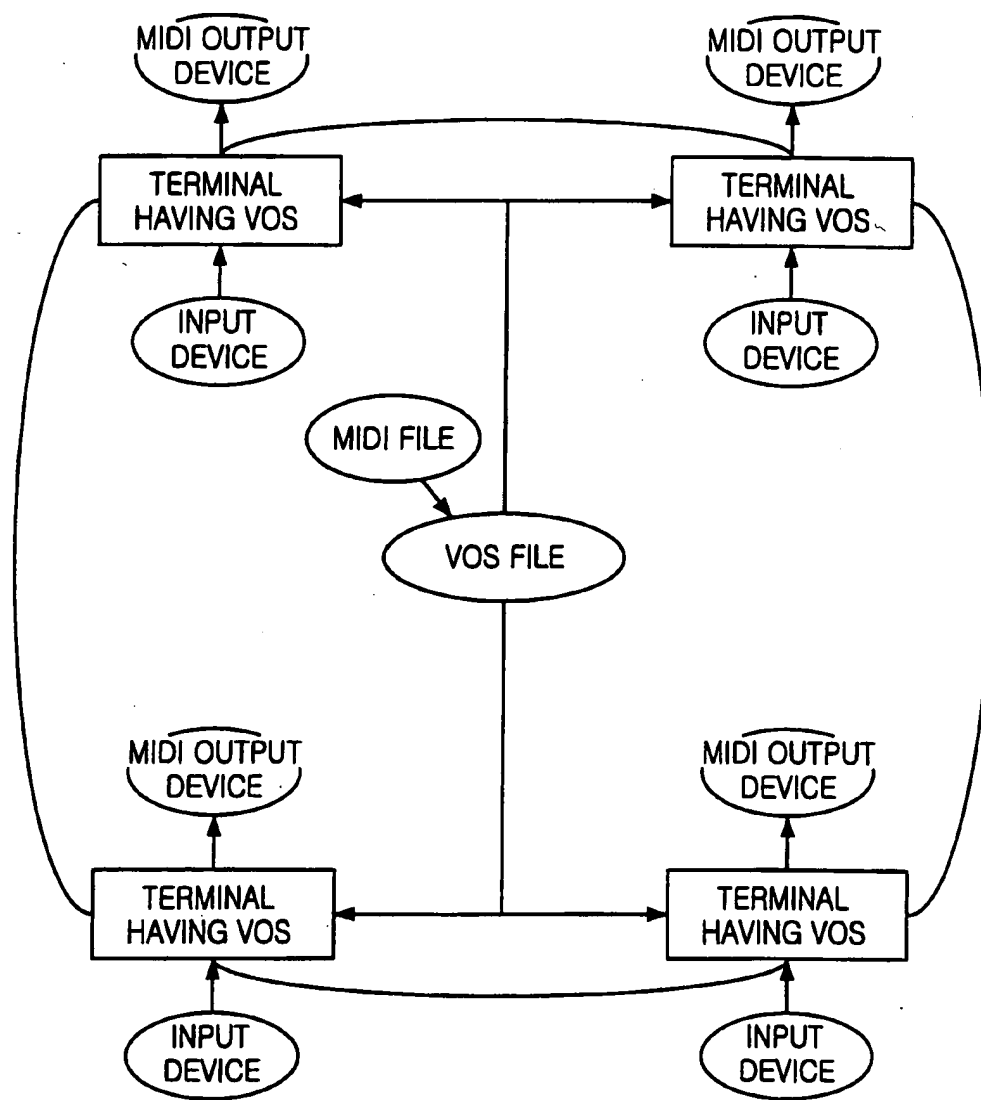 MIDI OUTPUT
DEVICE
MIDI OUTPUT
DEVICE
TERMINAL
HAVING VOS
TERMINAL
HAVING VOS
INPUT
DEVICE
INPUT
DEVICE
MIDI FILE
VOS FILE
MIDI OUTPUT
DEVICE
MIDI OUTPUT
DEVICE
TERMINAL
HAVING VOS
TERMINAL
HAVING VOS
INPUT
DEVICE
INPUT
DEVICE